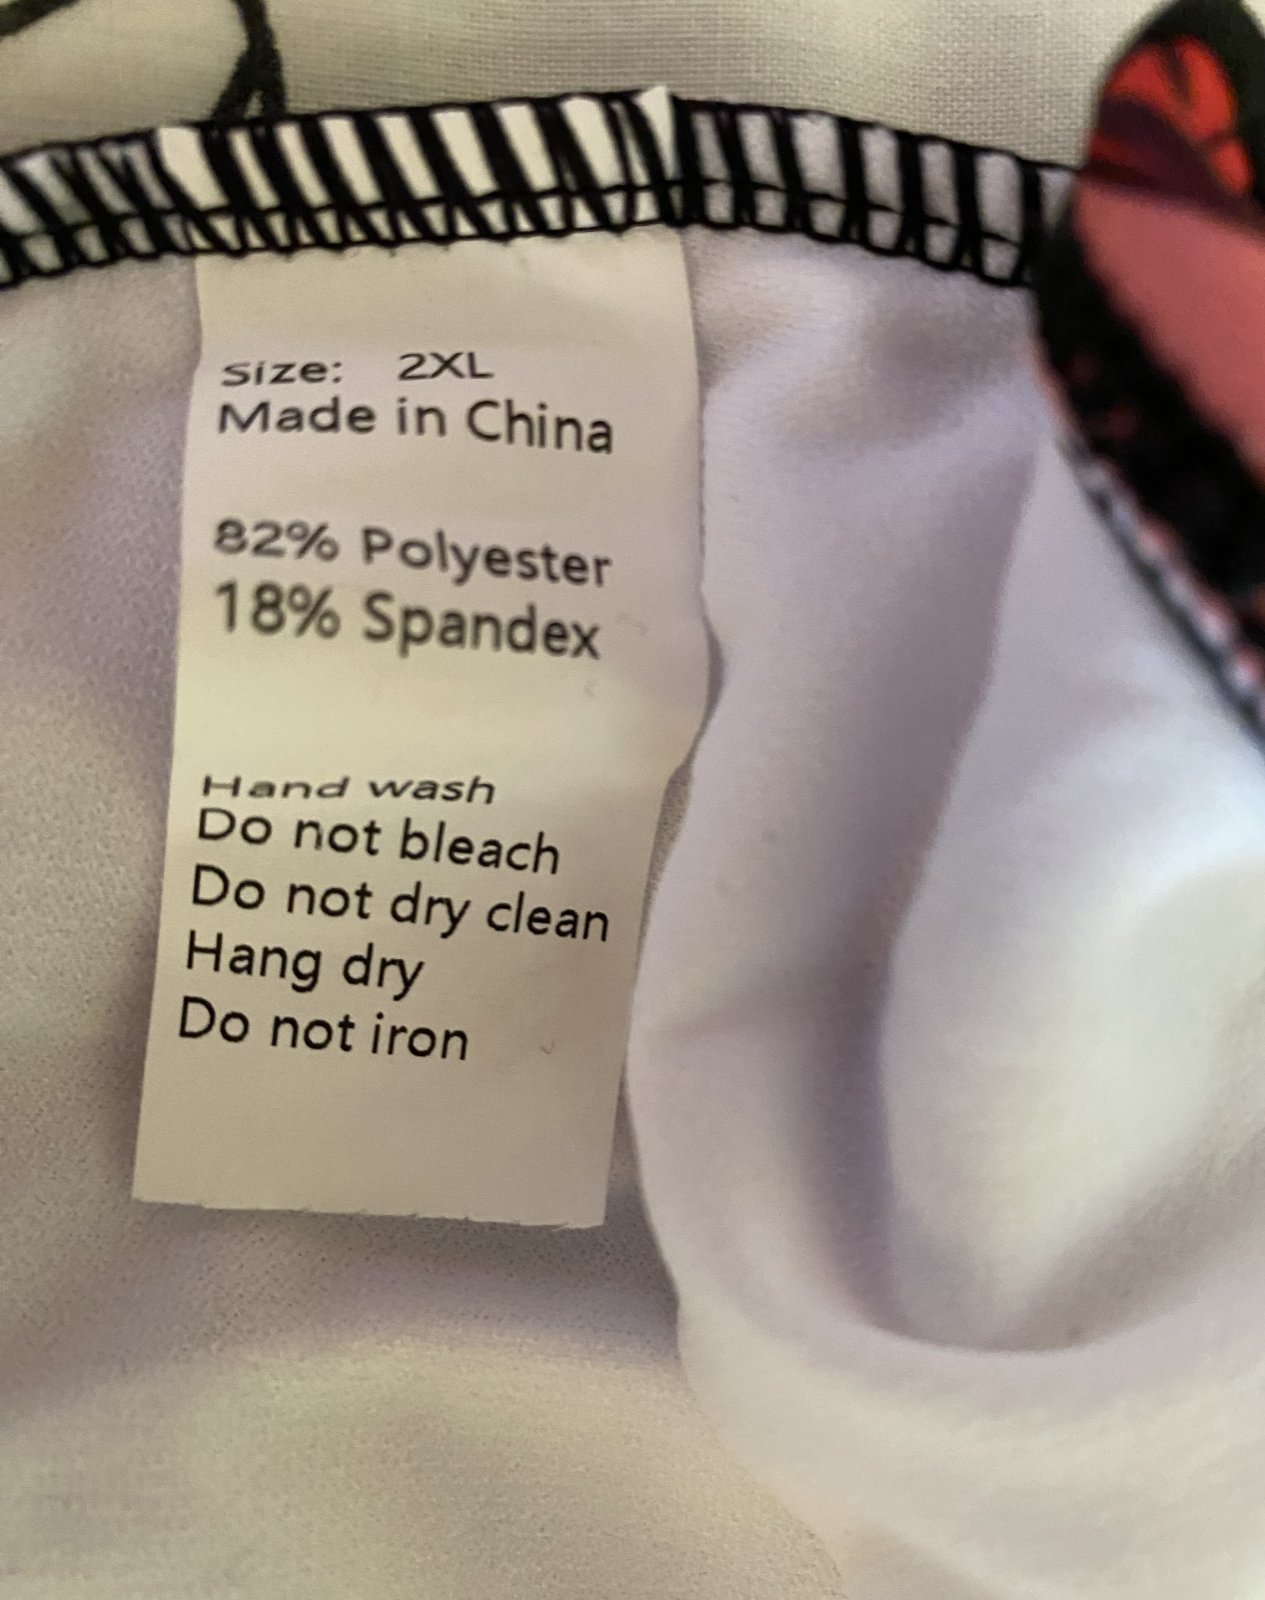 Size: 2XL
Made in China
82% Polyester
18% Spandex
Hand wash
Do not bleach
Do not dry clean
Hang dry
Do not iron